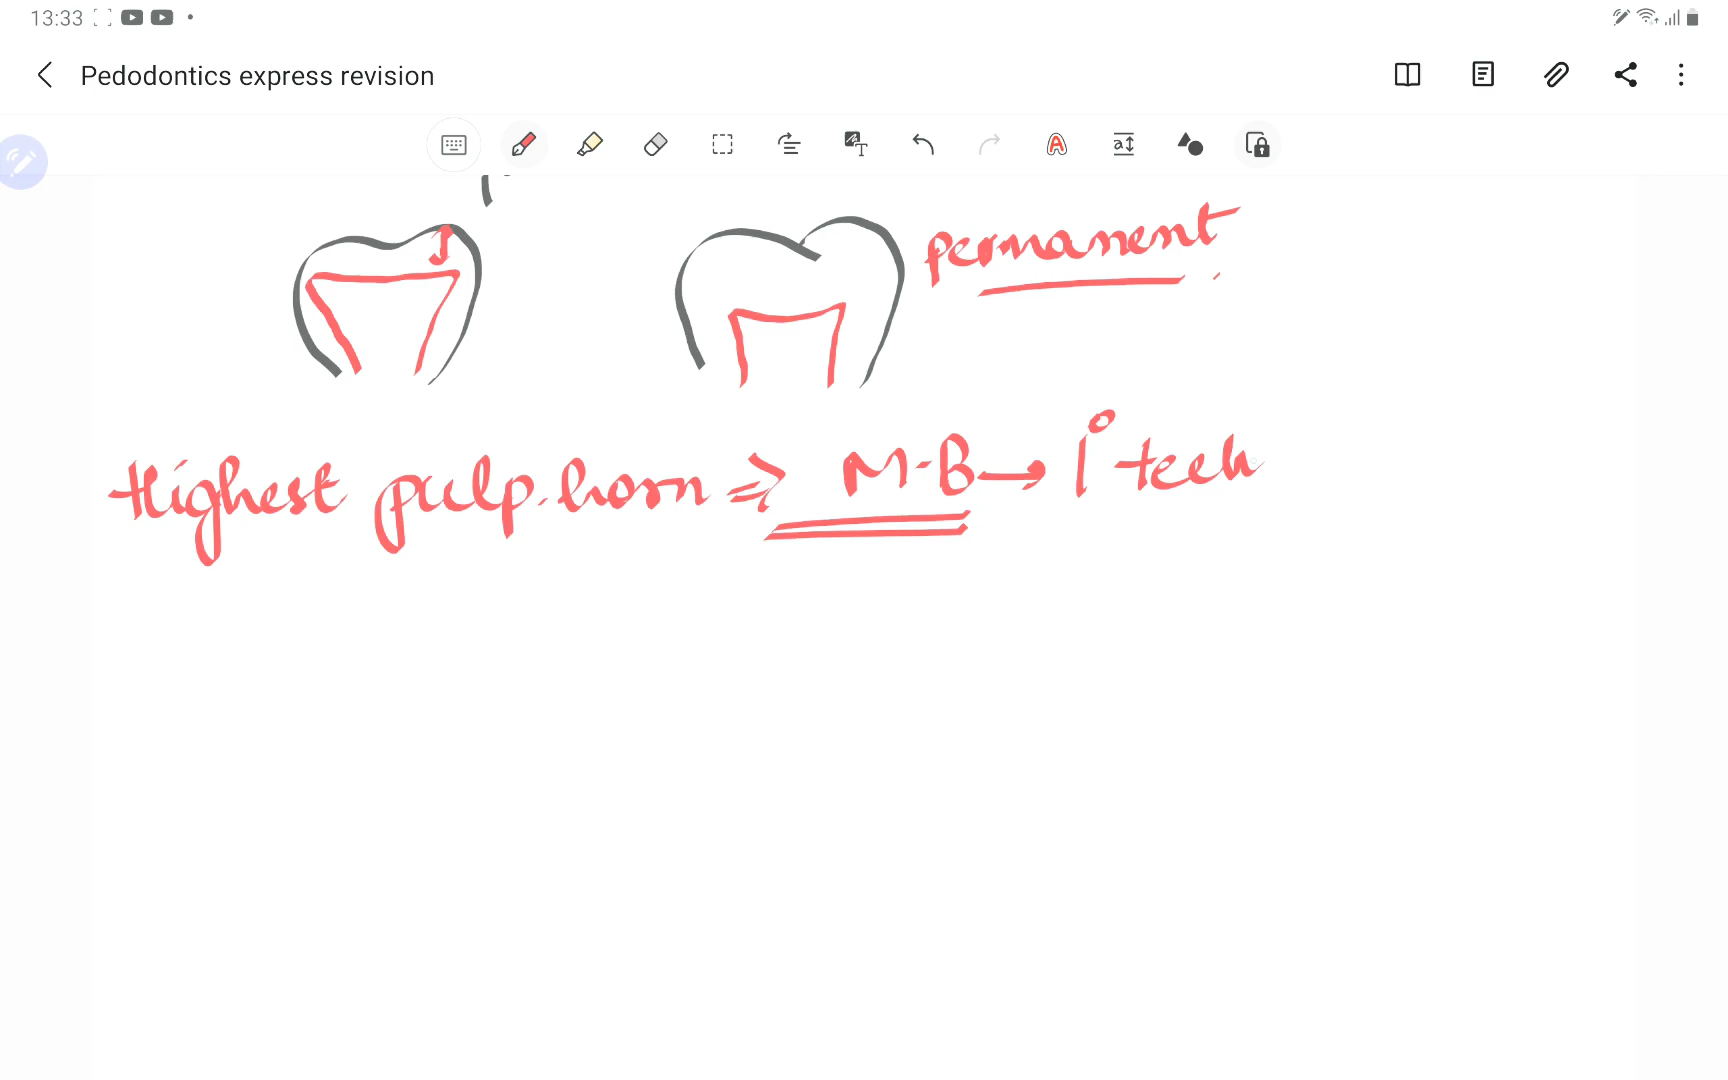 13:33
Pedodontics express revision
permanent
Highest pulp horn ⇒ M-B → 1° teeth